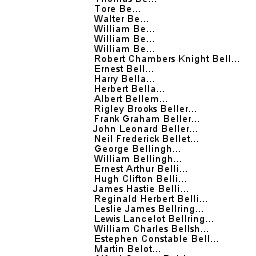 Thomas Be...
Tore Be...
Walter Be...
William Be...
William Be...
William Be...
Robert Chambers Knight Bell...
Ernest Bell...
Harry Bella...
Herbert Bella...
Albert Bellem...
Rigley Brooks Beller...
Frank Graham Beller...
John Leonard Beller...
Neil Frederick Bellet...
George Bellingh...
William Bellingh...
Ernest Arthur Belli...
Hugh Clifton Belli...
James Hastie Belli...
Reginald Herbert Belli...
Leslie James Bellring...
Lewis Lancelot Bellring...
William Charles Bellsh...
Estephen Constable Bell...
Martin Belot...